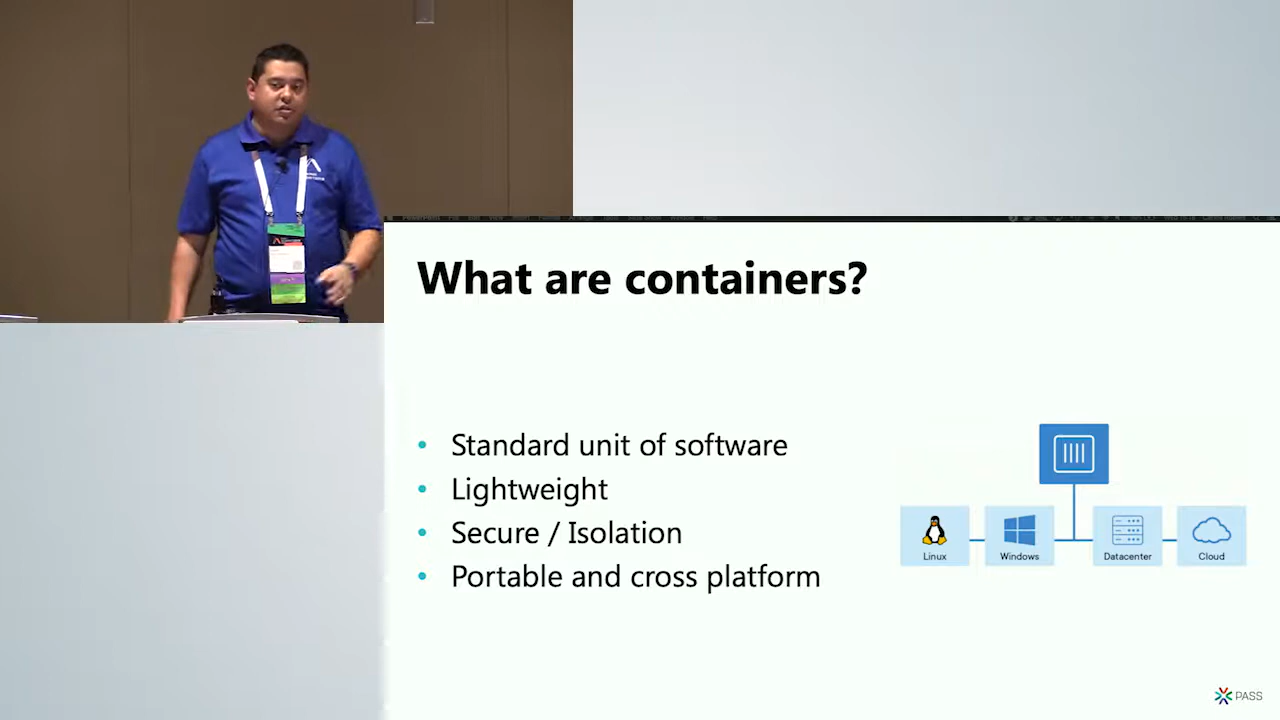 What are containers?
• Standard unit of software
• Lightweight
• Secure / Isolation
• Portable and cross platform
Linux
Windows
Datacenter
Cloud
PASS